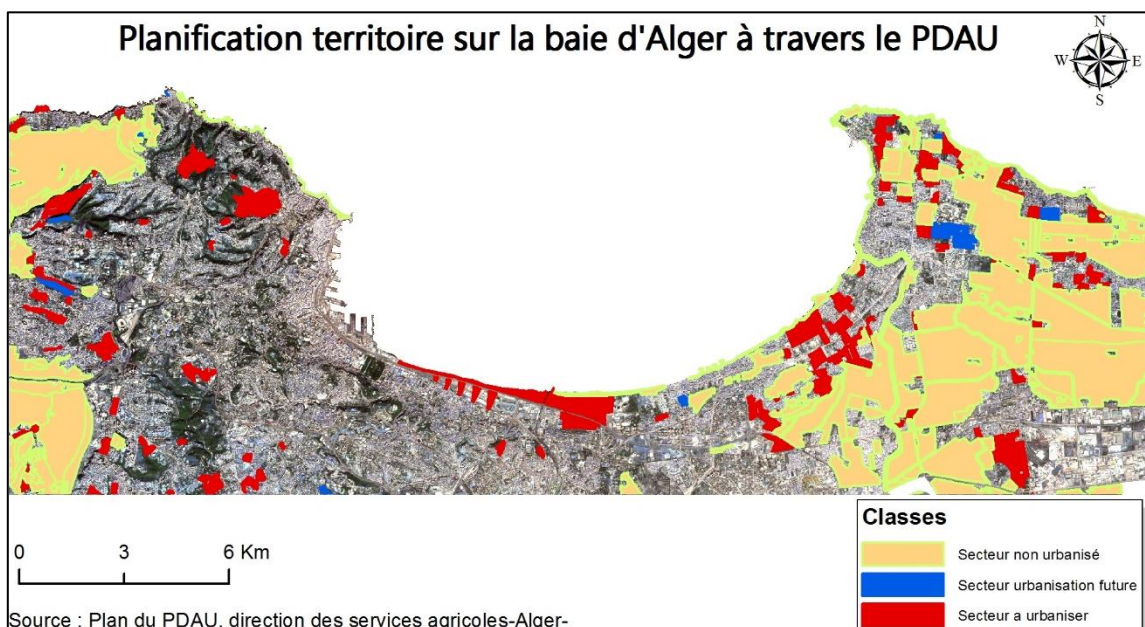 Planification territoire sur la baie d'Alger à travers le PDAU
N
W E
S
0 3 6 Km
Classes
Secteur non urbanisé
Secteur urbanisation future
Secteur a urbaniser
Source : Plan du PDAU, direction des services agricoles-Alger-